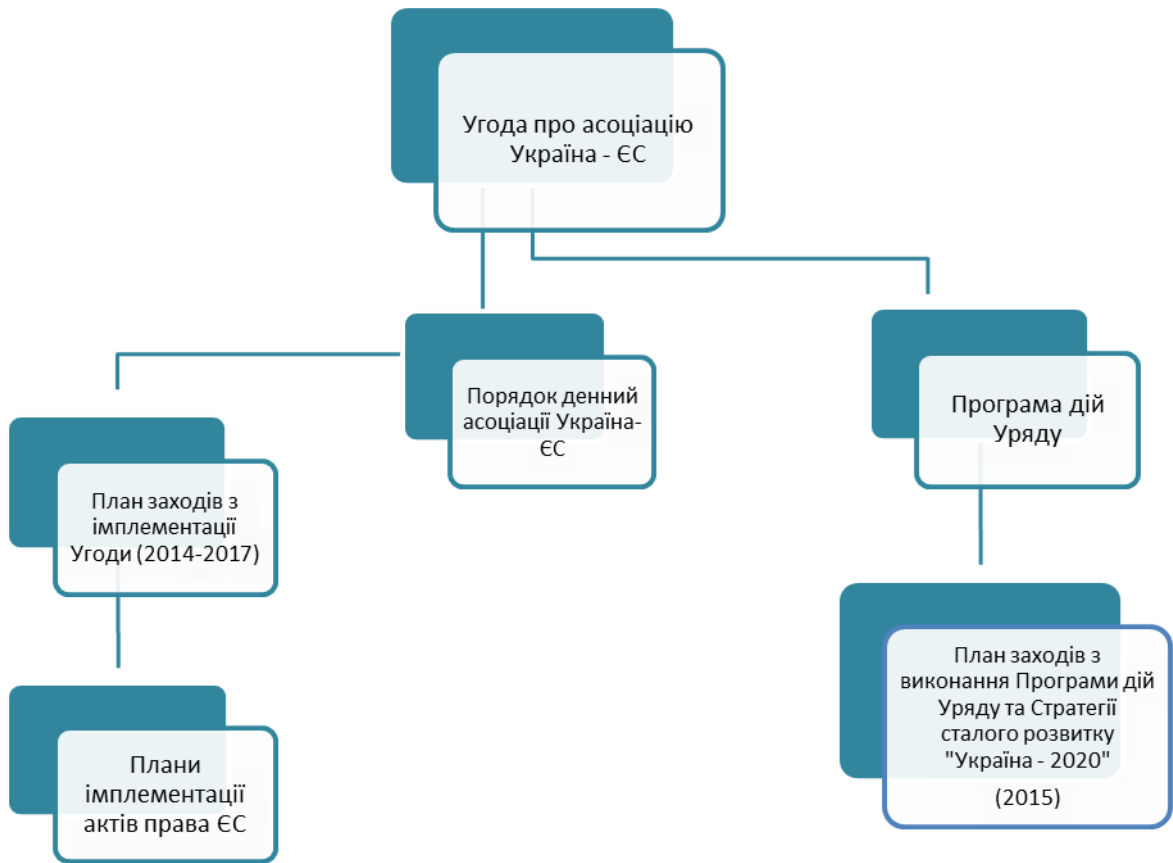 Угода про асоціацію
Україна - ЄС
Порядок денний
асоціації Україна-
ЄС
Програма дій
Уряду
План заходів з
імплементації
Угоди (2014-2017)
План заходів з
виконання Програми дій
Уряду та Стратегії
сталого розвитку
"Україна - 2020"
(2015)
Плани
імплементації
актів права ЄС